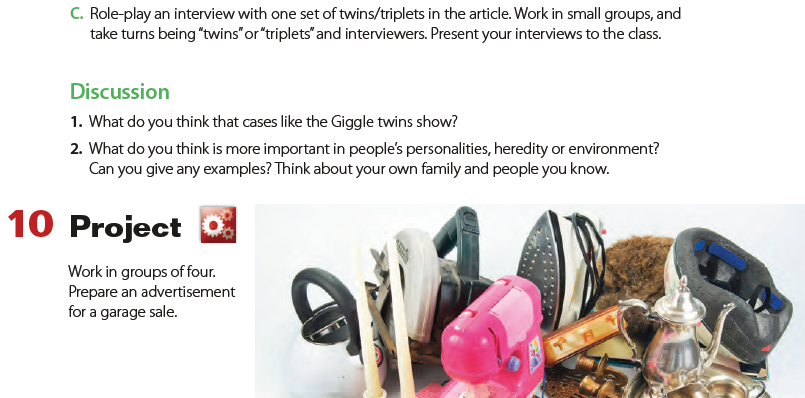 C. Role-play an interview with one set of twins/triplets in the article. Work in small groups, and
take turns being “twins” or “triplets” and interviewers. Present your interviews to the class.
Discussion
1. What do you think that cases like the Giggle twins show?
2. What do you think is more important in people’s personalities, heredity or environment?
Can you give any examples? Think about your own family and people you know.
10 Project
Work in groups of four.
Prepare an advertisement
for a garage sale.